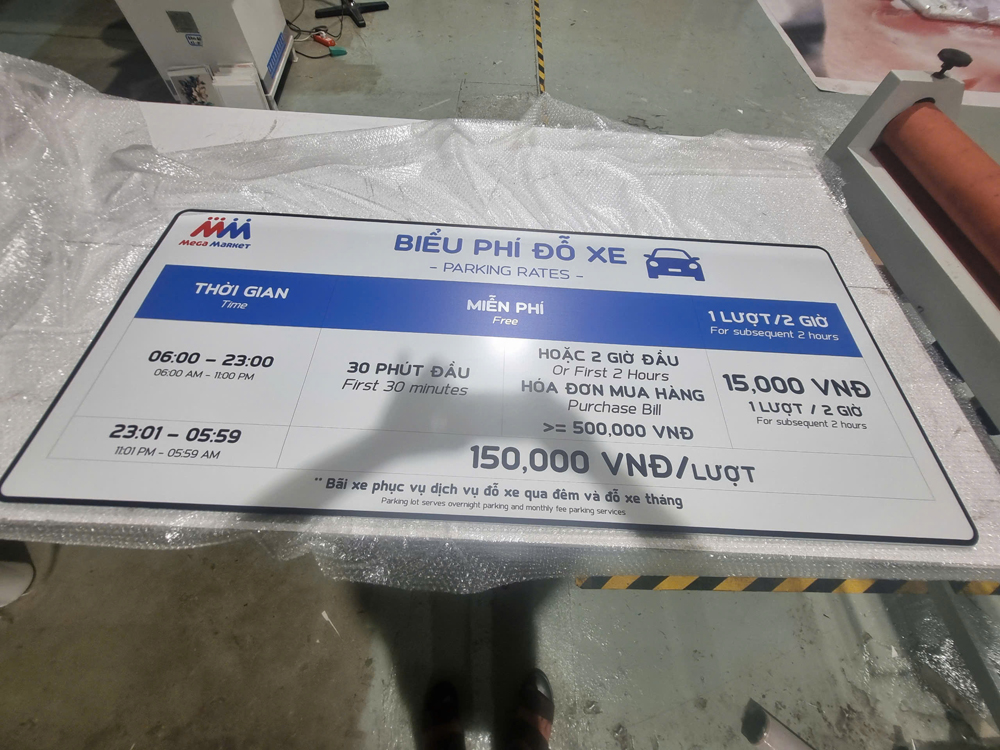 MM
MEGA MARKET
BIỂU PHÍ ĐỖ XE
– PARKING RATES –
THỜI GIAN
Time
MIỄN PHÍ
Free
1 LƯỢT/2 GIỜ
For subsequent 2 hours
06:00 – 23:00
06:00 AM - 11:00 PM
30 PHÚT ĐẦU
First 30 minutes
HOẶC 2 GIỜ ĐẦU
Or First 2 Hours
HÓA ĐƠN MUA HÀNG
Purchase Bill
>= 500,000 VNĐ
15,000 VNĐ
1 LƯỢT / 2 GIỜ
For subsequent 2 hours
23:01 – 05:59
11:01 PM - 05:59 AM
150,000 VNĐ/LƯỢT
** Bãi xe phục vụ dịch vụ đỗ xe qua đêm và đỗ xe tháng
Parking lot serves overnight parking and monthly fee parking services